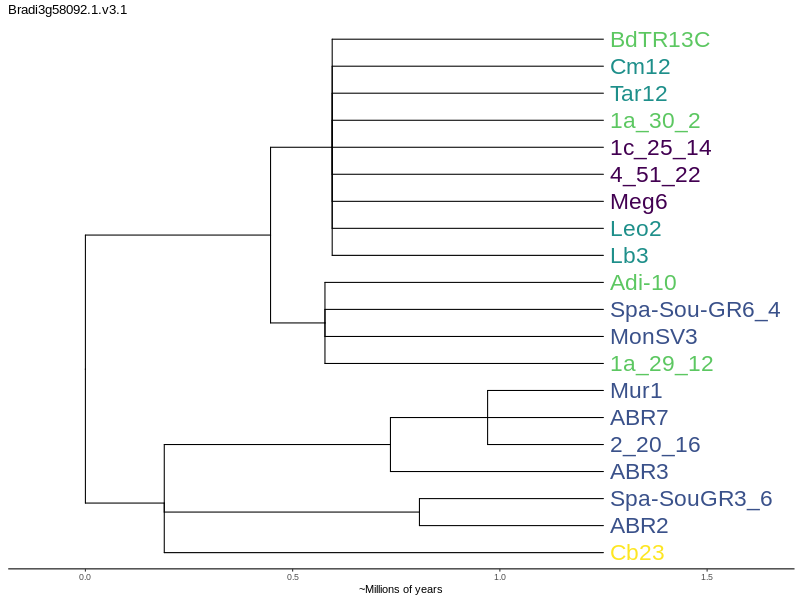 Bradi3g58092.1.v3.1
BdTR13C
Cm12
Tar12
1a_30_2
1c_25_14
4_51_22
Meg6
Leo2
Lb3
Adi-10
Spa-Sou-GR6_4
MonSV3
1a_29_12
Mur1
ABR7
2_20_16
ABR3
Spa-SouGR3_6
ABR2
Cb23
0.0 0.5 1.0 1.5
~Millions of years